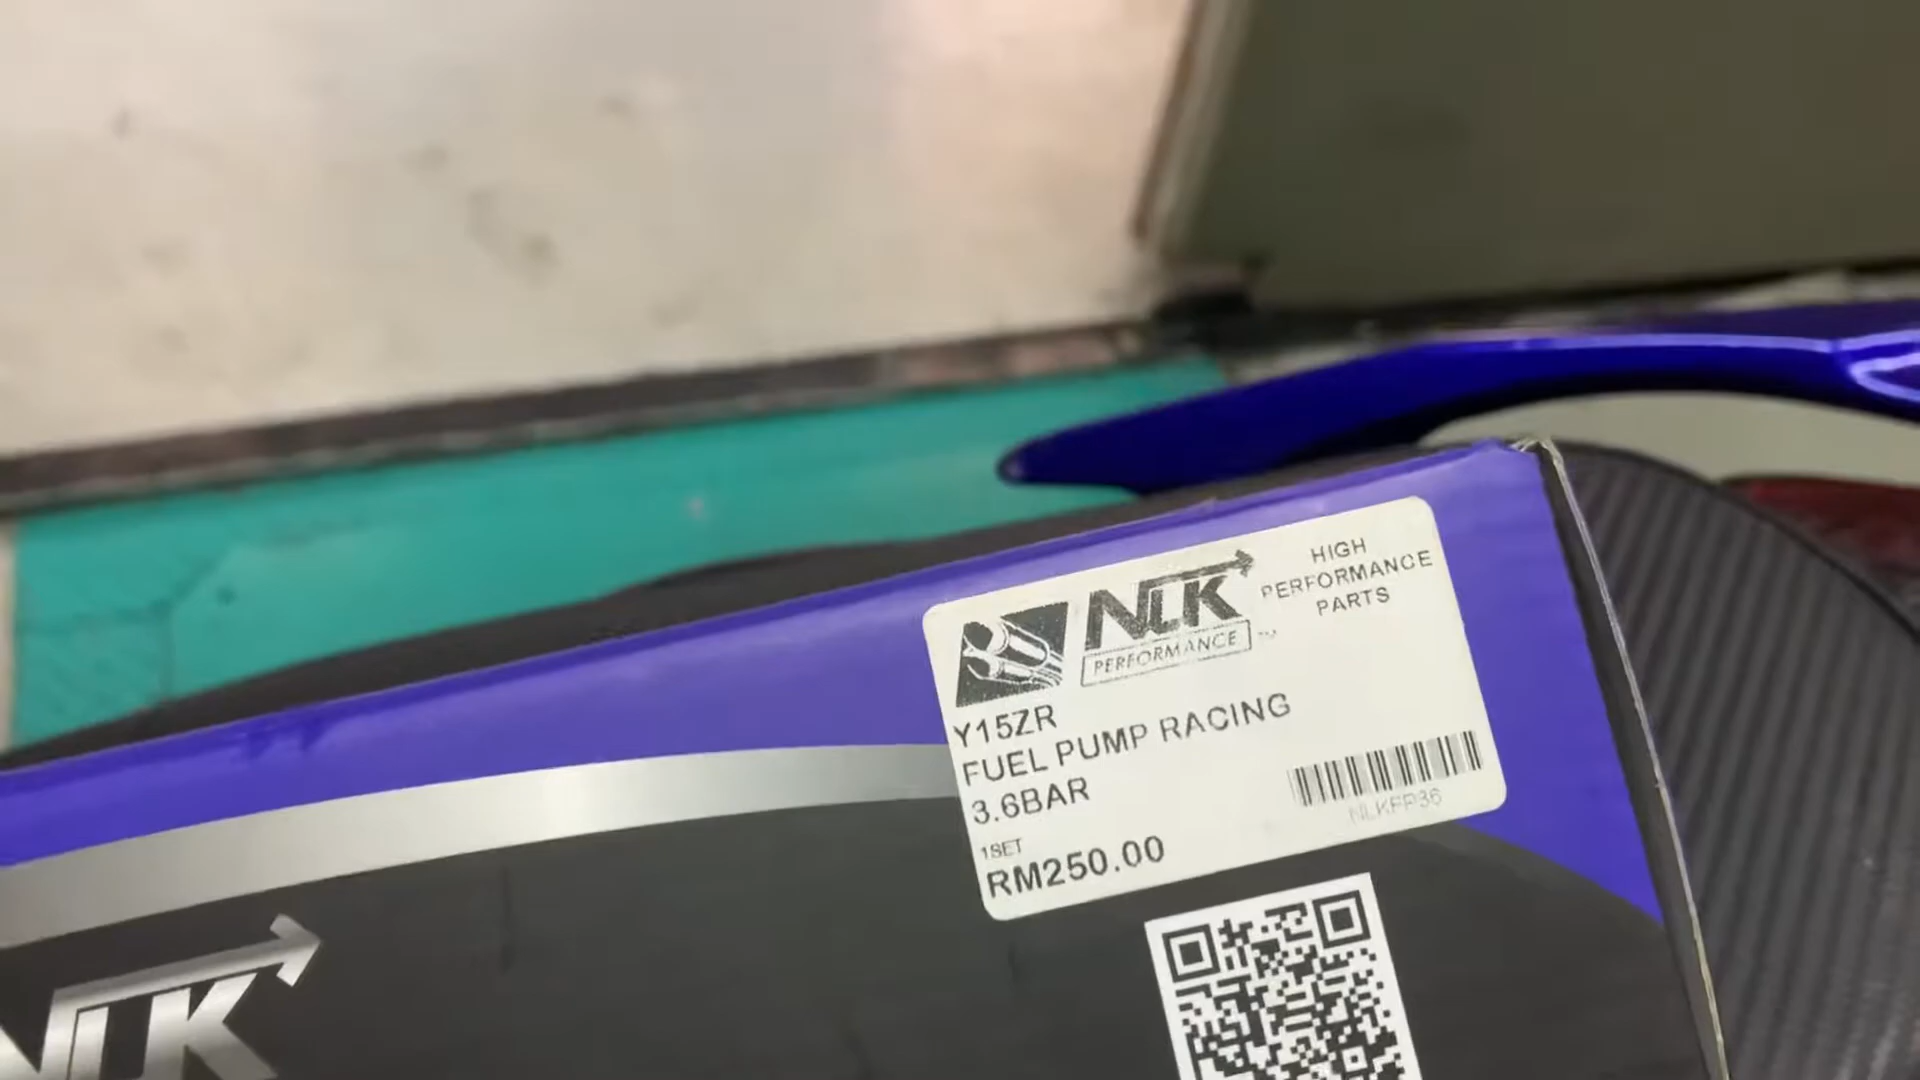 NLK
PERFORMANCE
HIGH
PERFORMANCE
PARTS
Y15ZR
FUEL PUMP RACING
3.6BAR
1SET
RM250.00
NLKFP36
NLK